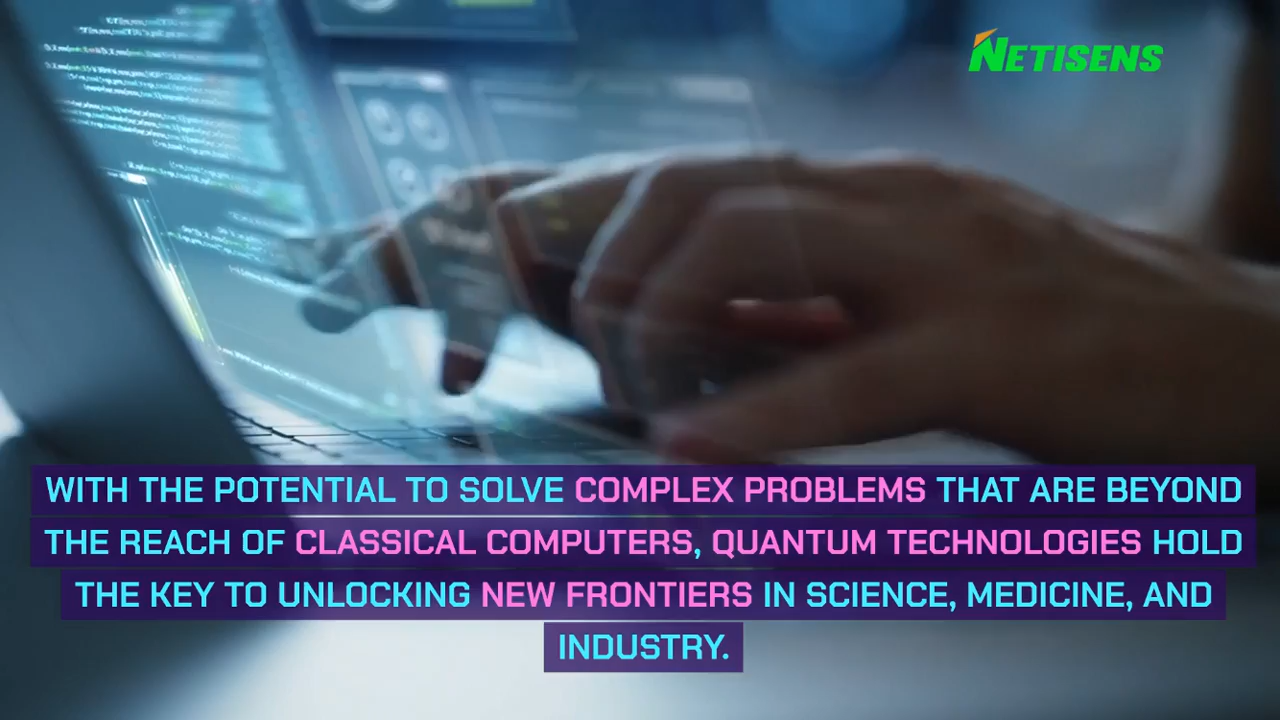 NETISENS
WITH THE POTENTIAL TO SOLVE COMPLEX PROBLEMS THAT ARE BEYOND
THE REACH OF CLASSICAL COMPUTERS, QUANTUM TECHNOLOGIES HOLD
THE KEY TO UNLOCKING NEW FRONTIERS IN SCIENCE, MEDICINE, AND
INDUSTRY.